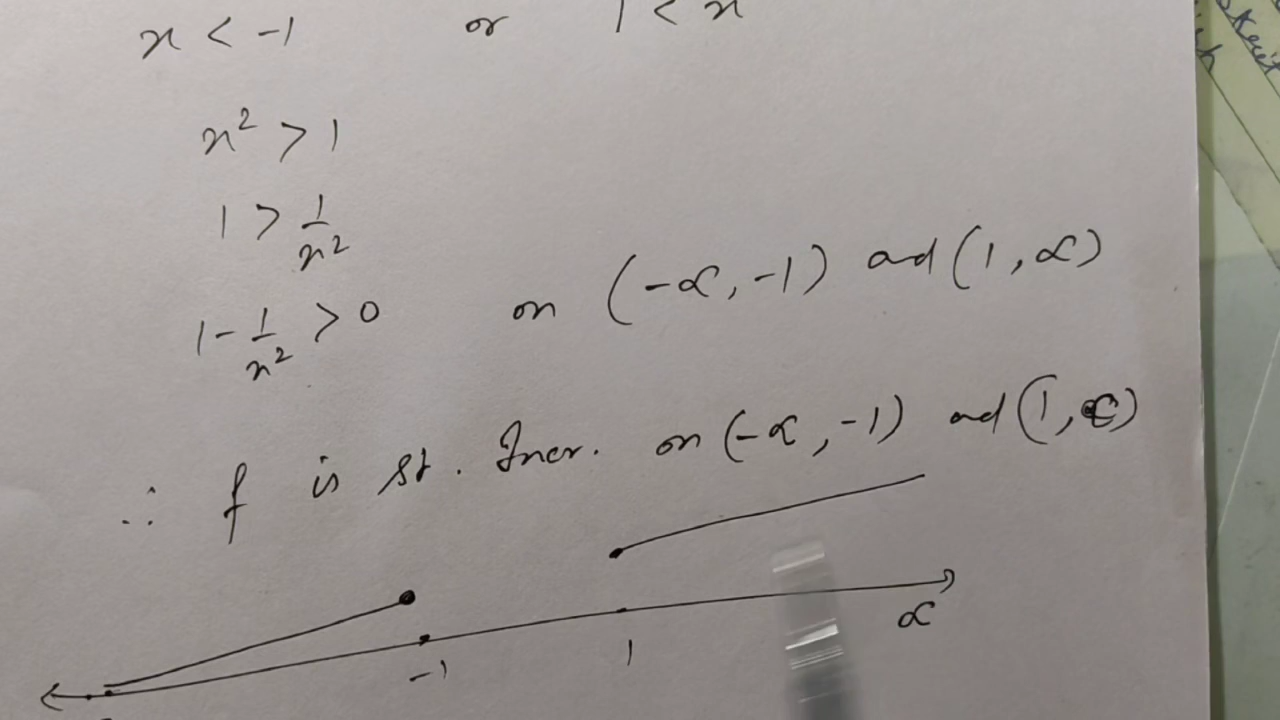 x < -1 or 1 < x
x² > 1
1 > 1/x²
1 - 1/x² > 0 on (-∝, -1) and (1, ∝)
∴ f is st. Incr. on (-∝, -1) and (1, ∝)
-1 1 ∝